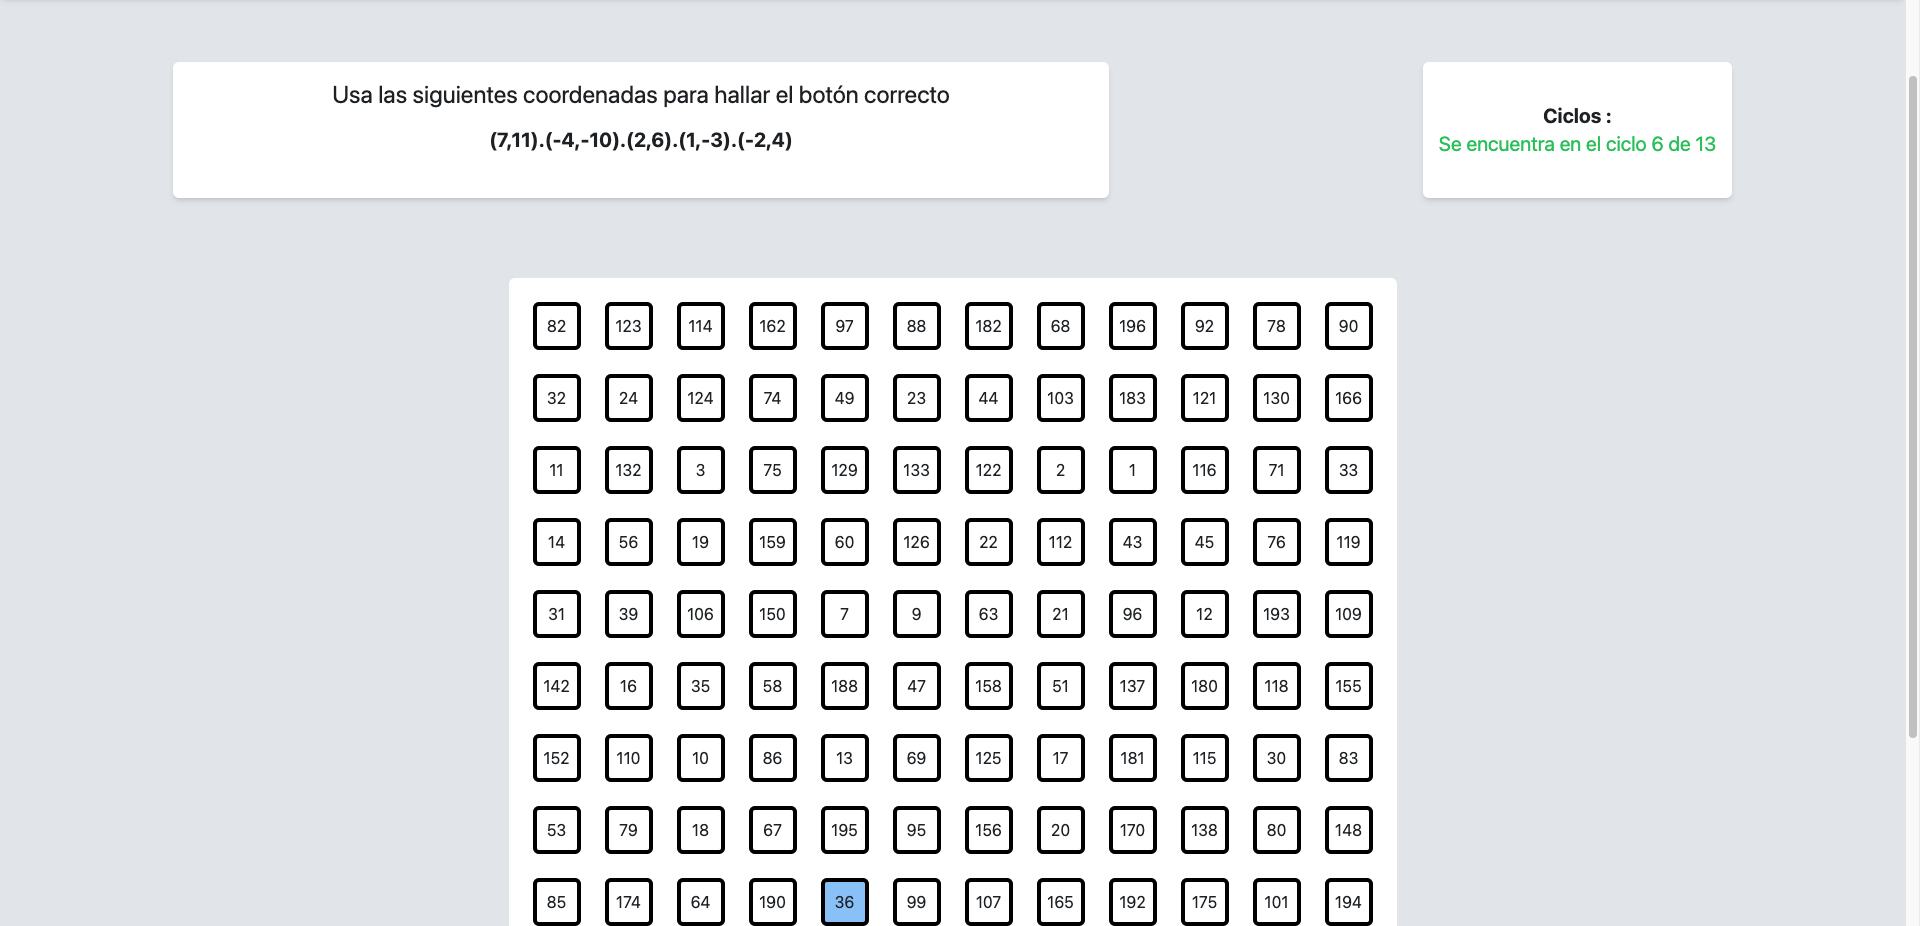 Usa las siguientes coordenadas para hallar el botón correcto
(7,11).(-4,-10).(2,6).(1,-3).(-2,4)
Ciclos :
Se encuentra en el ciclo 6 de 13
82 123 114 162 97 88 182 68 196 92 78 90
32 24 124 74 49 23 44 103 183 121 130 166
11 132 3 75 129 133 122 2 1 116 71 33
14 56 19 159 60 126 22 112 43 45 76 119
31 39 106 150 7 9 63 21 96 12 193 109
142 16 35 58 188 47 158 51 137 180 118 155
152 110 10 86 13 69 125 17 181 115 30 83
53 79 18 67 195 95 156 20 170 138 80 148
85 174 64 190 36 99 107 165 192 175 101 194